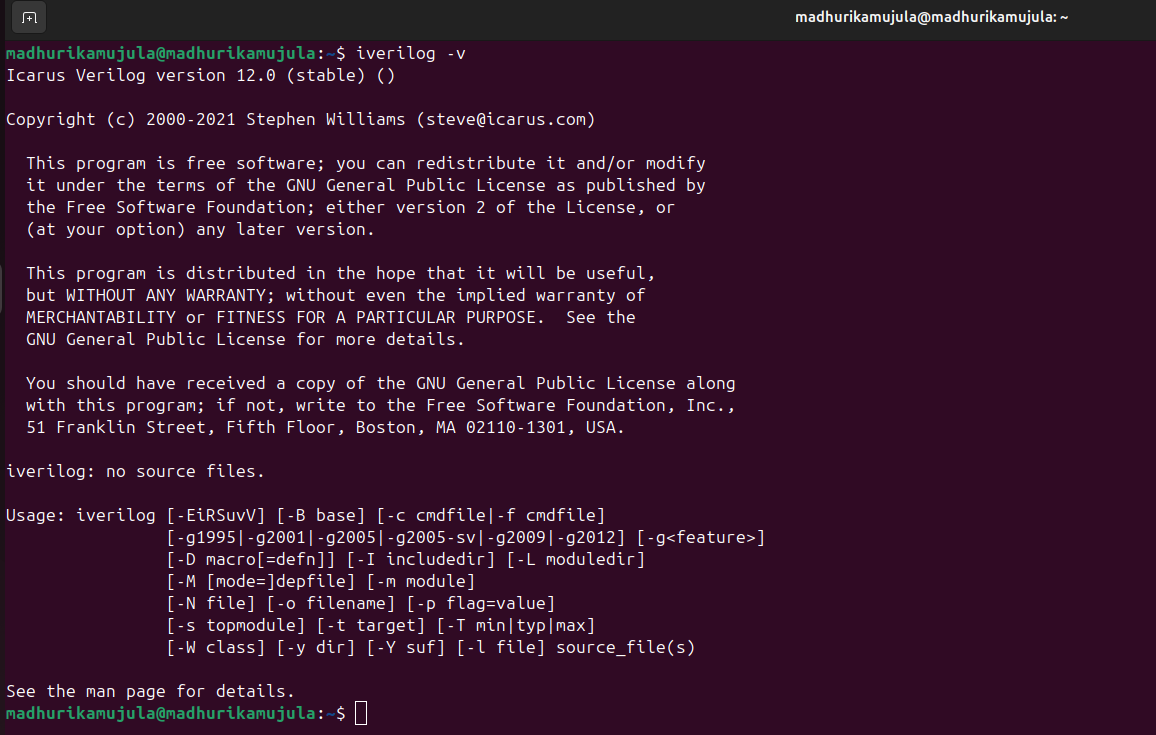 madhurikamujula@madhurikamujula: ~
madhurikamujula@madhurikamujula:~$ iverilog -v
Icarus Verilog version 12.0 (stable) ()

Copyright (c) 2000-2021 Stephen Williams (steve@icarus.com)

  This program is free software; you can redistribute it and/or modify
  it under the terms of the GNU General Public License as published by
  the Free Software Foundation; either version 2 of the License, or
  (at your option) any later version.

  This program is distributed in the hope that it will be useful,
  but WITHOUT ANY WARRANTY; without even the implied warranty of
  MERCHANTABILITY or FITNESS FOR A PARTICULAR PURPOSE.  See the
  GNU General Public License for more details.

  You should have received a copy of the GNU General Public License along
  with this program; if not, write to the Free Software Foundation, Inc.,
  51 Franklin Street, Fifth Floor, Boston, MA 02110-1301, USA.

iverilog: no source files.

Usage: iverilog [-EiRSuvV] [-B base] [-c cmdfile|-f cmdfile]
                [-g1995|-g2001|-g2005|-g2005-sv|-g2009|-g2012] [-g<feature>]
                [-D macro[=defn]] [-I includedir] [-L moduledir]
                [-M [mode=]depfile] [-m module]
                [-N file] [-o filename] [-p flag=value]
                [-s topmodule] [-t target] [-T min|typ|max]
                [-W class] [-y dir] [-Y suf] [-l file] source_file(s)

See the man page for details.
madhurikamujula@madhurikamujula:~$